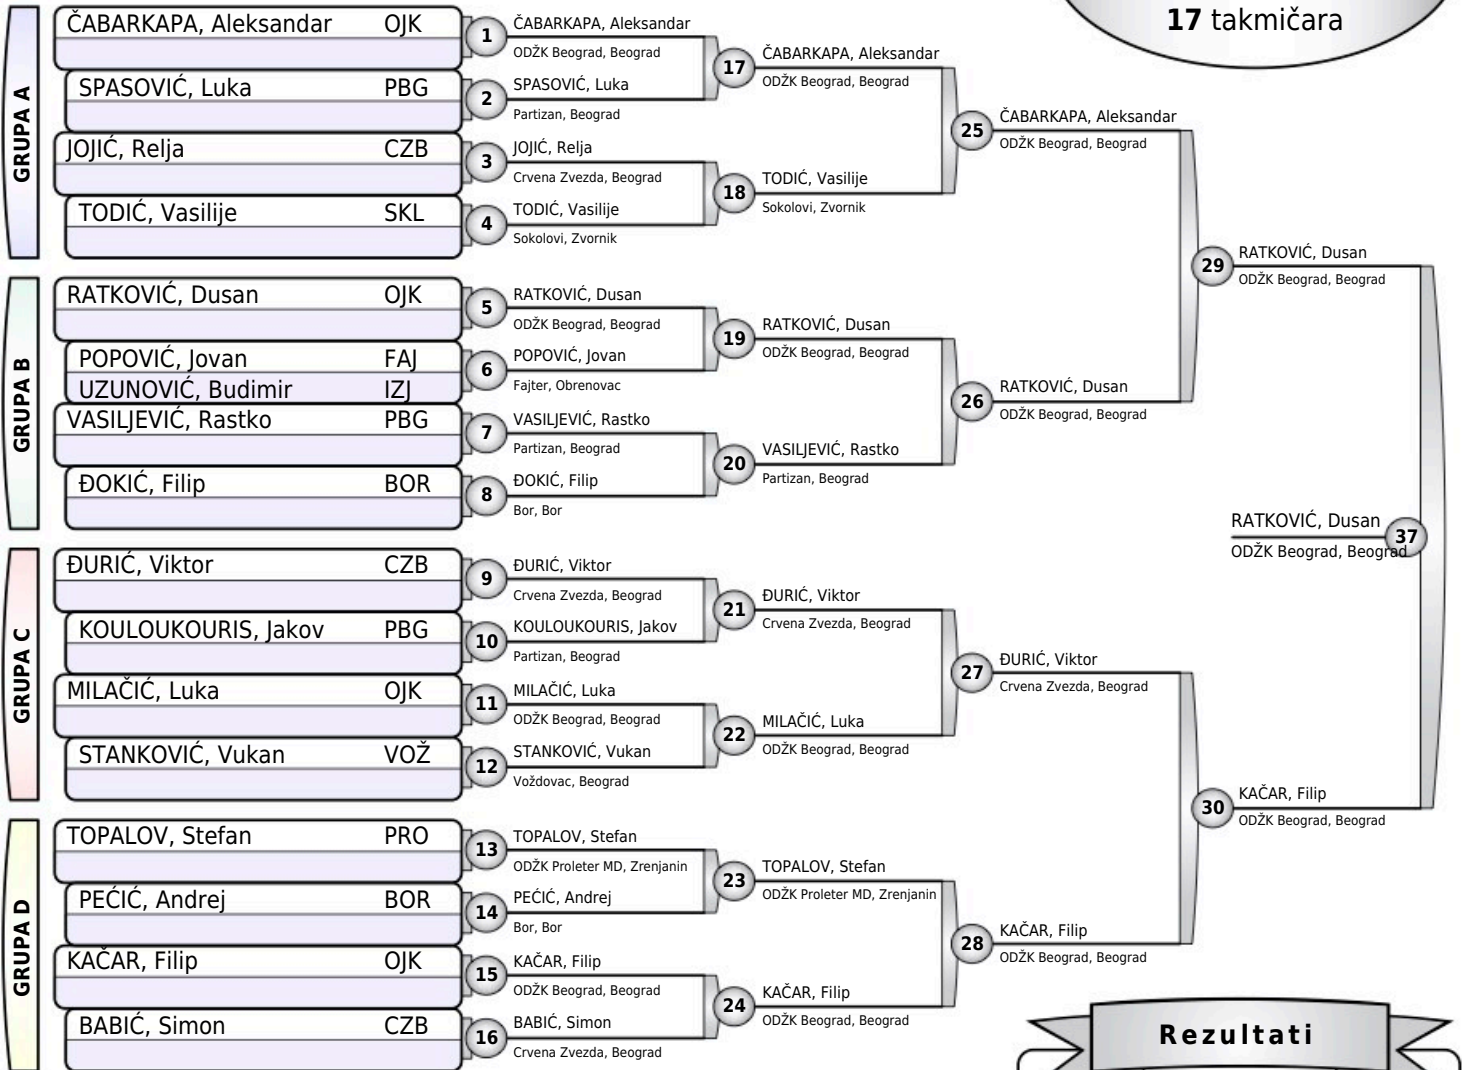 17 takmičara
GRUPA A
ČABARKAPA, Aleksandar OJK
SPASOVIĆ, Luka PBG
JOJIĆ, Relja CZB
TODIĆ, Vasilije SKL
GRUPA B
RATKOVIĆ, Dusan OJK
POPOVIĆ, Jovan FAJ
UZUNOVIĆ, Budimir IZJ
VASILJEVIĆ, Rastko PBG
ĐOKIĆ, Filip BOR
GRUPA C
ĐURIĆ, Viktor CZB
KOULOUKOURIS, Jakov PBG
MILAČIĆ, Luka OJK
STANKOVIĆ, Vukan VOŽ
GRUPA D
TOPALOV, Stefan PRO
PEĆIĆ, Andrej BOR
KAČAR, Filip OJK
BABIĆ, Simon CZB
1 ČABARKAPA, Aleksandar
ODŽK Beograd, Beograd
2 SPASOVIĆ, Luka
Partizan, Beograd
3 JOJIĆ, Relja
Crvena Zvezda, Beograd
4 TODIĆ, Vasilije
Sokolovi, Zvornik
5 RATKOVIĆ, Dusan
ODŽK Beograd, Beograd
6 POPOVIĆ, Jovan
Fajter, Obrenovac
7 VASILJEVIĆ, Rastko
Partizan, Beograd
8 ĐOKIĆ, Filip
Bor, Bor
9 ĐURIĆ, Viktor
Crvena Zvezda, Beograd
10 KOULOUKOURIS, Jakov
Partizan, Beograd
11 MILAČIĆ, Luka
ODŽK Beograd, Beograd
12 STANKOVIĆ, Vukan
Voždovac, Beograd
13 TOPALOV, Stefan
ODŽK Proleter MD, Zrenjanin
14 PEĆIĆ, Andrej
Bor, Bor
15 KAČAR, Filip
ODŽK Beograd, Beograd
16 BABIĆ, Simon
Crvena Zvezda, Beograd
17 ČABARKAPA, Aleksandar
ODŽK Beograd, Beograd
18 TODIĆ, Vasilije
Sokolovi, Zvornik
19 RATKOVIĆ, Dusan
ODŽK Beograd, Beograd
20 VASILJEVIĆ, Rastko
Partizan, Beograd
21 ĐURIĆ, Viktor
Crvena Zvezda, Beograd
22 MILAČIĆ, Luka
ODŽK Beograd, Beograd
23 TOPALOV, Stefan
ODŽK Proleter MD, Zrenjanin
24 KAČAR, Filip
ODŽK Beograd, Beograd
25 ČABARKAPA, Aleksandar
ODŽK Beograd, Beograd
26 RATKOVIĆ, Dusan
ODŽK Beograd, Beograd
27 ĐURIĆ, Viktor
Crvena Zvezda, Beograd
28 KAČAR, Filip
ODŽK Beograd, Beograd
29 RATKOVIĆ, Dusan
ODŽK Beograd, Beograd
30 KAČAR, Filip
ODŽK Beograd, Beograd
RATKOVIĆ, Dusan 37
ODŽK Beograd, Beograd
Rezultati